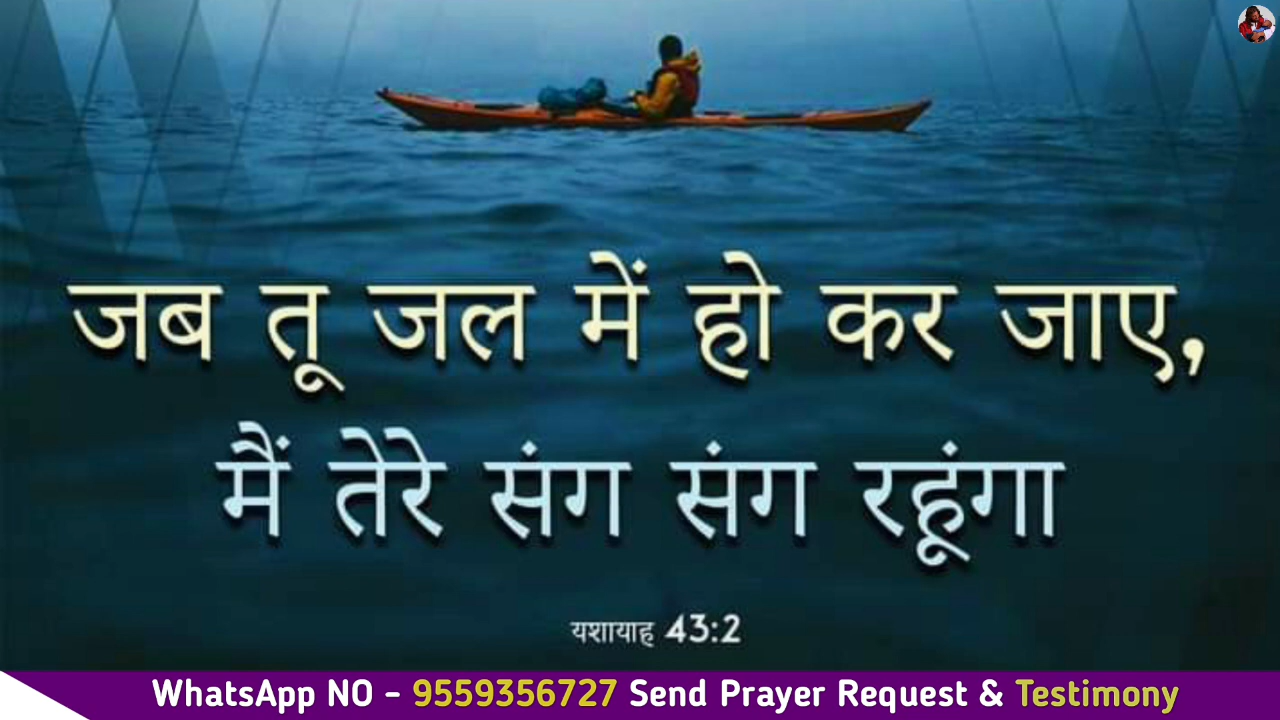 जब तू जल में हो कर जाए,
मैं तेरे संग संग रहूंगा
यशायाह 43:2
WhatsApp NO - 9559356727 Send Prayer Request & Testimony